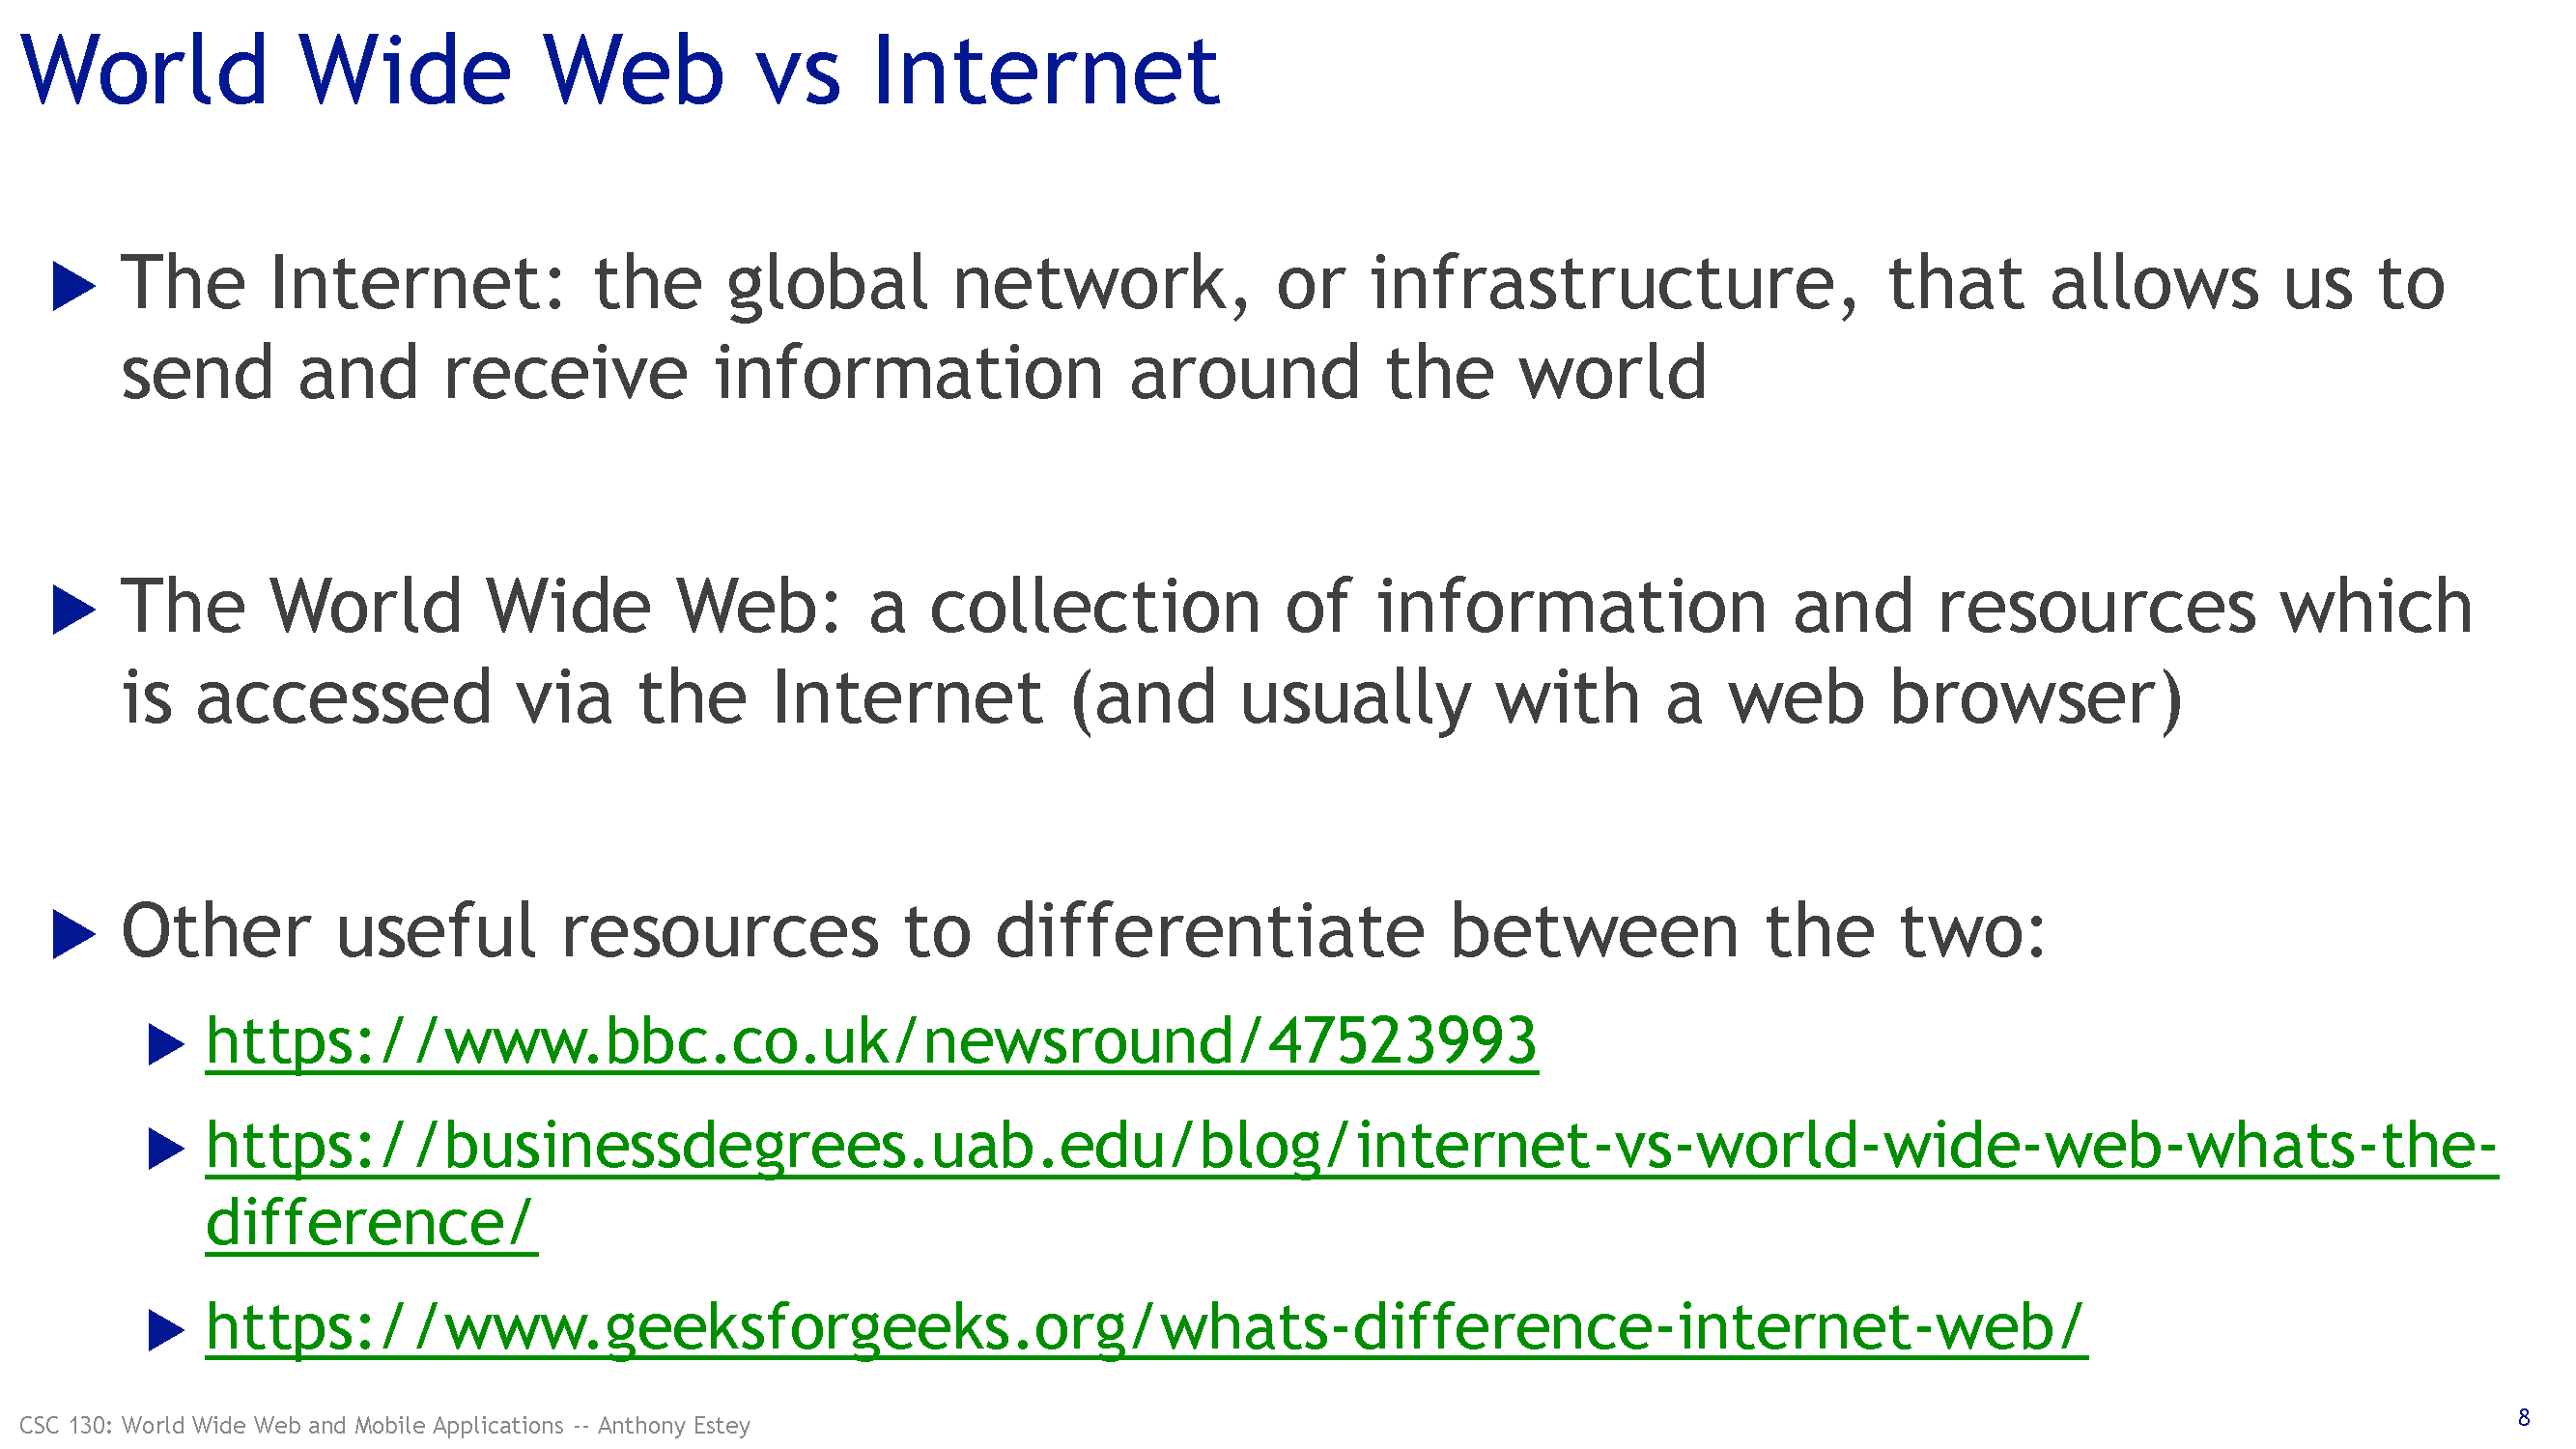 World Wide Web vs Internet
The Internet: the global network, or infrastructure, that allows us to
send and receive information around the world
The World Wide Web: a collection of information and resources which
is accessed via the Internet (and usually with a web browser)
Other useful resources to differentiate between the two:
https://www.bbc.co.uk/newsround/47523993
https://businessdegrees.uab.edu/blog/internet-vs-world-wide-web-whats-the-
difference/
https://www.geeksforgeeks.org/whats-difference-internet-web/
CSC 130: World Wide Web and Mobile Applications -- Anthony Estey
8